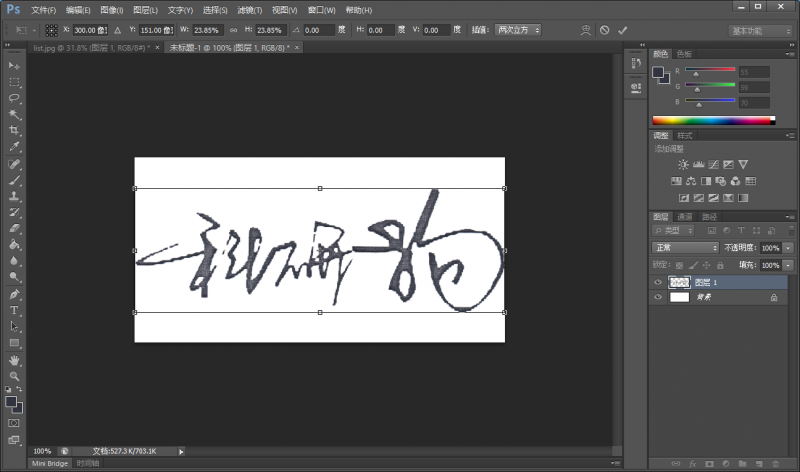 Ps 文件(F) 编辑(E) 图像(I) 图层(L) 文字(Y) 选择(S) 滤镜(T) 视图(V) 窗口(W) 帮助(H)
X: 300.00 像 Y: 151.00 像 W: 23.85% H: 23.85% 0.00 度 H: 0.00 度 V: 0.00 度 插值: 两次立方 基本功能
list.jpg @ 31.8% (图层 1, RGB/8#) * × 未标题-1 @ 100% (图层 1, RGB/8) * ×
颜色 色板
R 53
G 59
B 70
调整 样式
添加调整
科研狗
图层 通道 路径
类型
正常 不透明度: 100%
锁定: 填充: 100%
图层 1
背景
100% 文档:527.3 K/703.1K
Mini Bridge 时间轴
fx